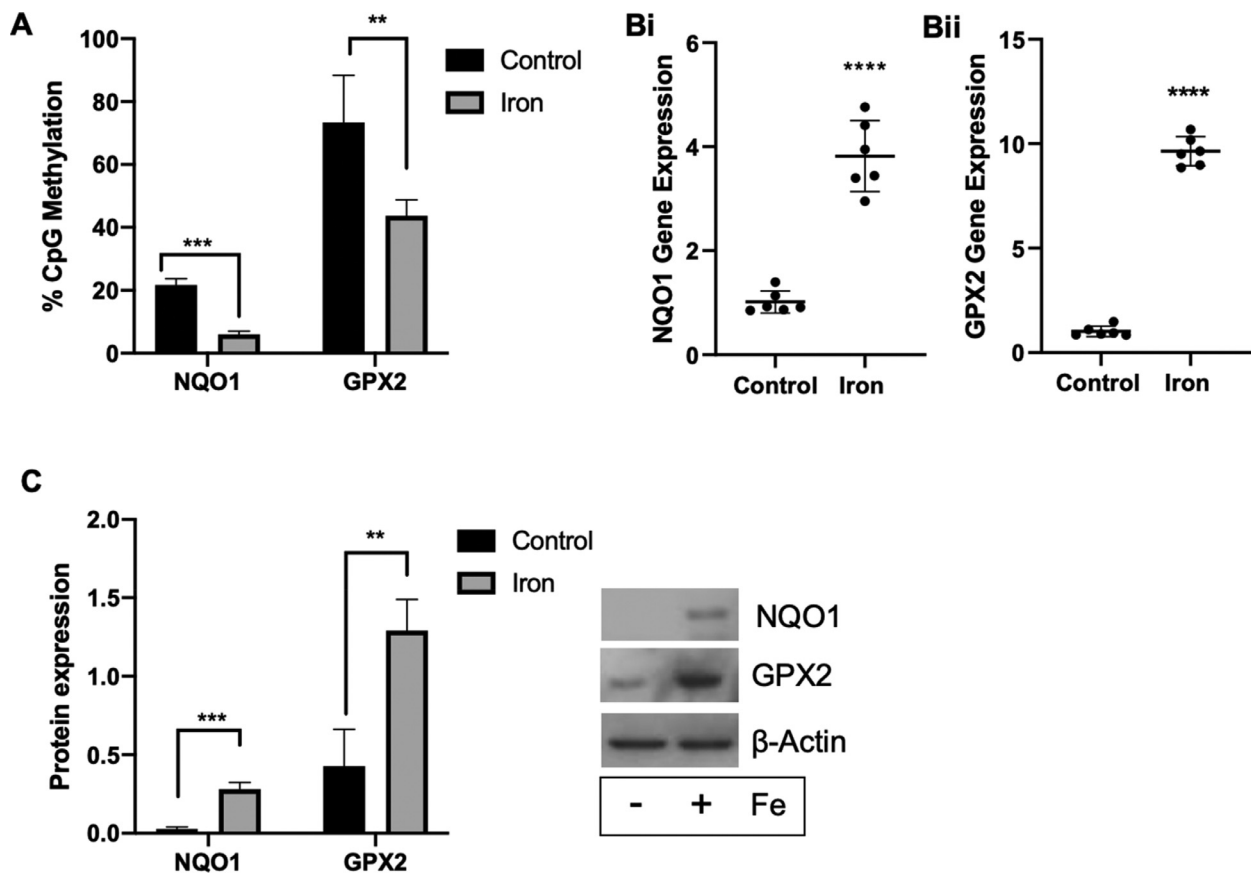 A
% CpG Methylation
100
80
60
40
20
0
***
**
NQO1
GPX2
Control
Iron
Bi
NQO1 Gene Expression
6
4
2
0
****
Control
Iron
Bii
GPX2 Gene Expression
15
10
5
0
****
Control
Iron
C
Protein expression
2.0
1.5
1.0
0.5
0.0
***
**
NQO1
GPX2
Control
Iron
NQO1
GPX2
β-Actin
- + Fe